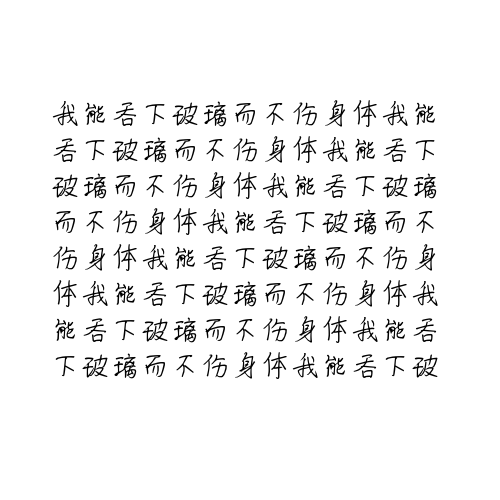 我能吞下玻璃而不伤身体我能
吞下玻璃而不伤身体我能吞下
玻璃而不伤身体我能吞下玻璃
而不伤身体我能吞下玻璃而不
伤身体我能吞下玻璃而不伤身
体我能吞下玻璃而不伤身体我
能吞下玻璃而不伤身体我能吞
下玻璃而不伤身体我能吞下玻